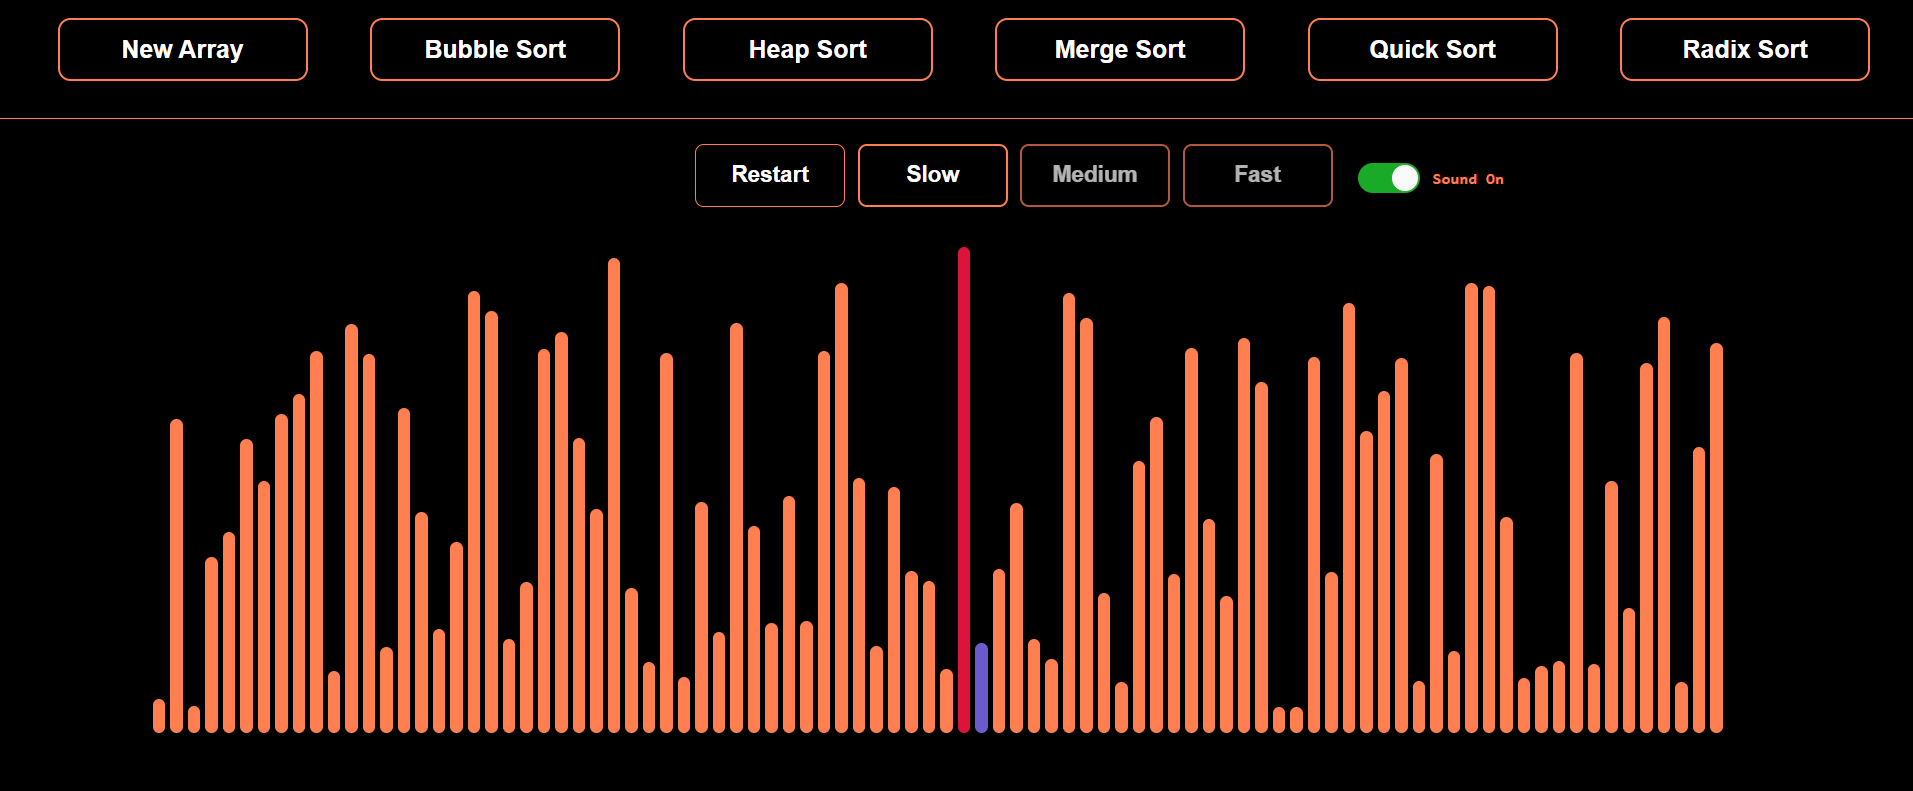 New Array
Bubble Sort
Heap Sort
Merge Sort
Quick Sort
Radix Sort
Restart
Slow
Medium
Fast
Sound On